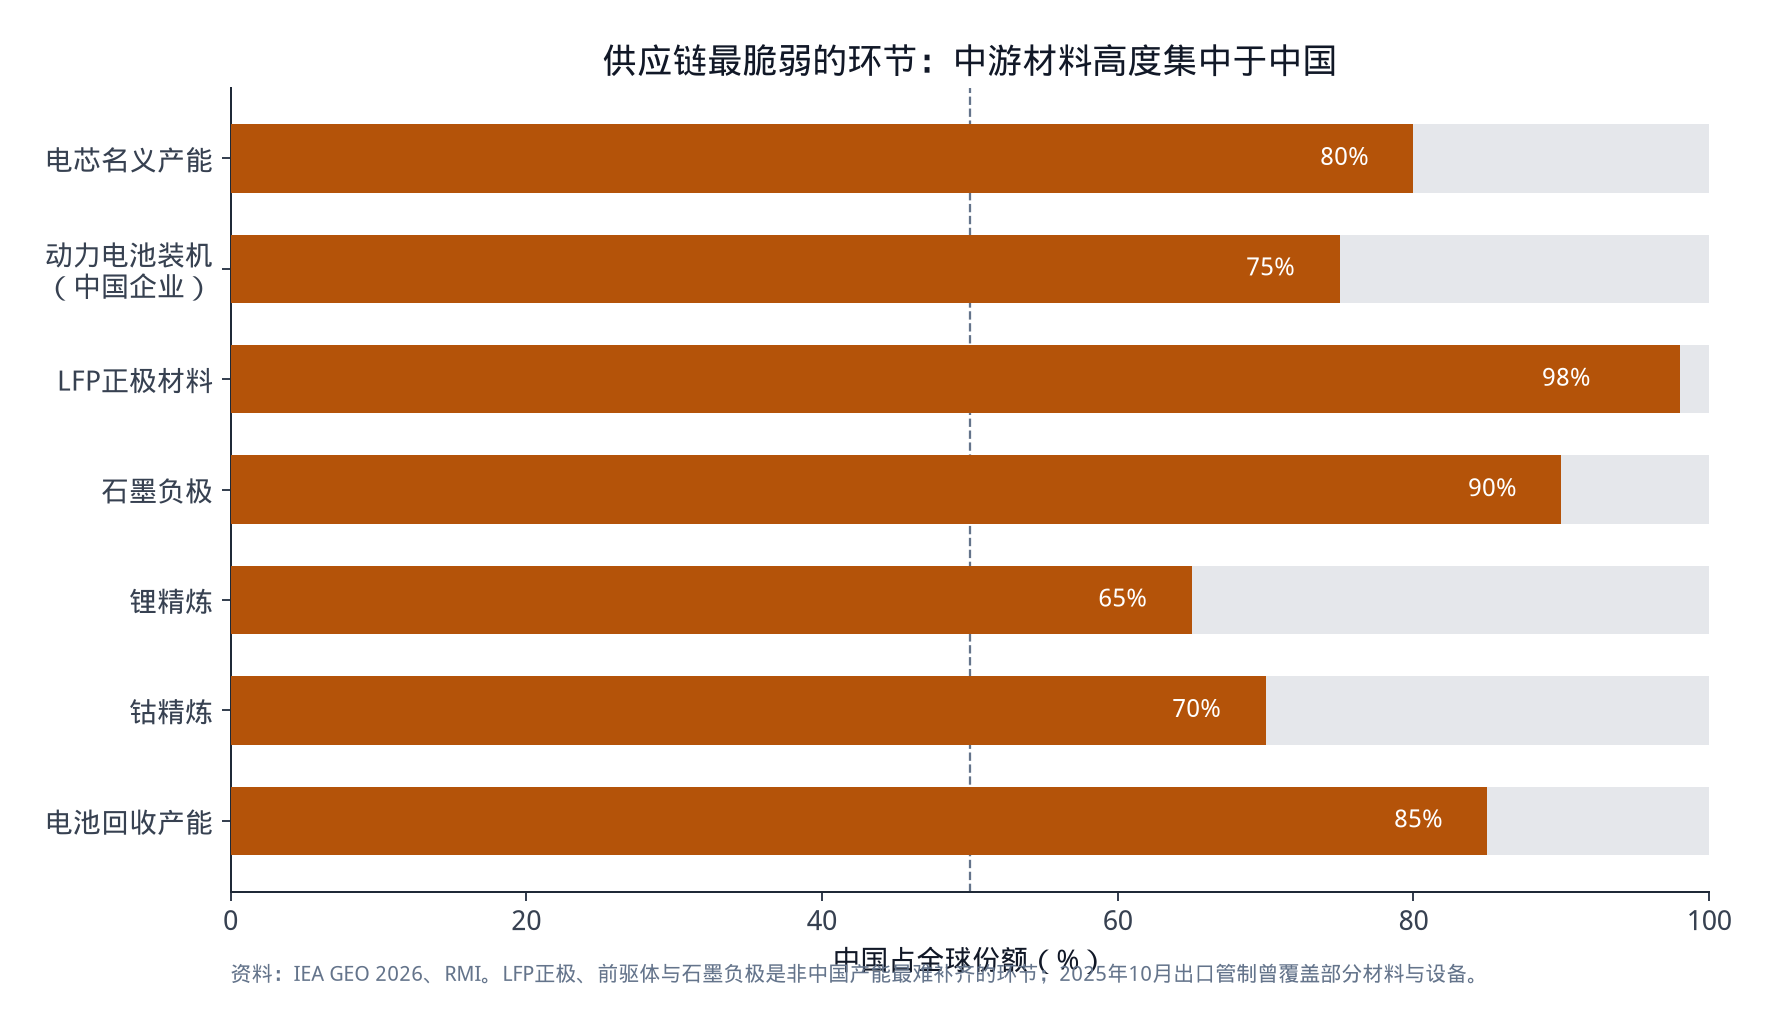 供应链最脆弱的环节：中游材料高度集中于中国
电芯名义产能
80%
动力电池装机
（中国企业）
75%
LFP正极材料
98%
石墨负极
90%
锂精炼
65%
钴精炼
70%
电池回收产能
85%
0 20 40 60 80 100
中国占全球份额（%）
资料：IEA GEO 2026、RMI。LFP正极、前驱体与石墨负极是非中国产能最难补齐的环节；2025年10月出口管制曾覆盖部分材料与设备。